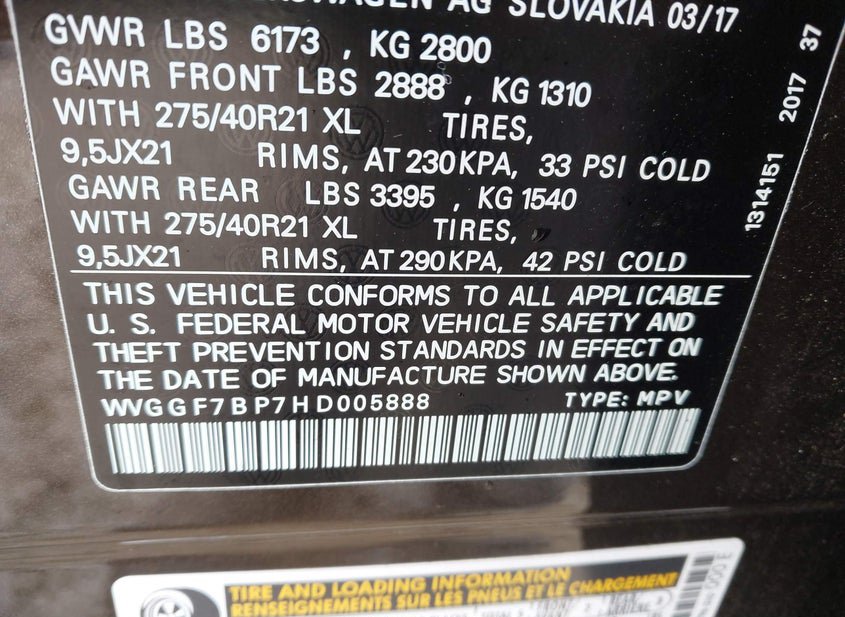 AG SLOVAKIA 03/17
GVWR LBS 6173 , KG 2800
GAWR FRONT LBS 2888 , KG 1310
WITH 275/40R21 XL TIRES,
9,5JX21 RIMS, AT 230KPA, 33 PSI COLD
GAWR REAR LBS 3395 , KG 1540
WITH 275/40R21 XL TIRES,
9,5JX21 RIMS, AT 290KPA, 42 PSI COLD
THIS VEHICLE CONFORMS TO ALL APPLICABLE
U. S. FEDERAL MOTOR VEHICLE SAFETY AND
THEFT PREVENTION STANDARDS IN EFFECT ON
THE DATE OF MANUFACTURE SHOWN ABOVE.
WVGGF7BP7HD005888 TYPE: MPV
1314151 2017 37
TIRE AND LOADING INFORMATION
RENSEIGNEMENTS SUR LES PNEUS ET LE CHARGEMENT